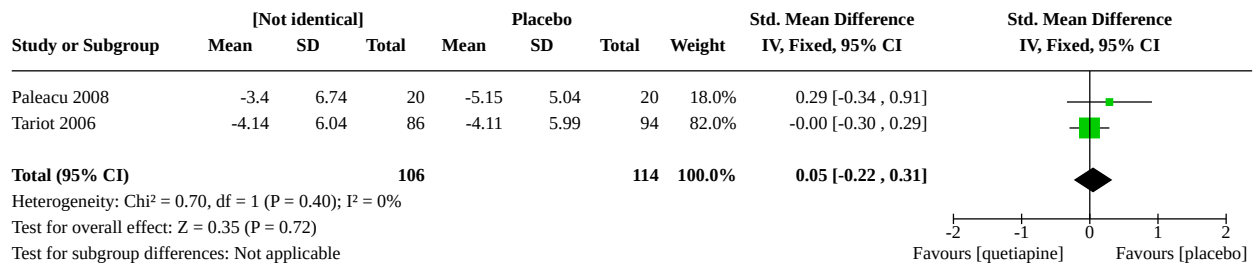 [Not identical] Placebo Std. Mean Difference Std. Mean Difference
Study or Subgroup Mean SD Total Mean SD Total Weight IV, Fixed, 95% CI IV, Fixed, 95% CI
Paleacu 2008 -3.4 6.74 20 -5.15 5.04 20 18.0% 0.29 [-0.34 , 0.91]
Tariot 2006 -4.14 6.04 86 -4.11 5.99 94 82.0% -0.00 [-0.30 , 0.29]
Total (95% CI) 106 114 100.0% 0.05 [-0.22 , 0.31]
Heterogeneity: Chi² = 0.70, df = 1 (P = 0.40); I² = 0%
Test for overall effect: Z = 0.35 (P = 0.72)
Test for subgroup differences: Not applicable
-2 -1 0 1 2
Favours [quetiapine] Favours [placebo]